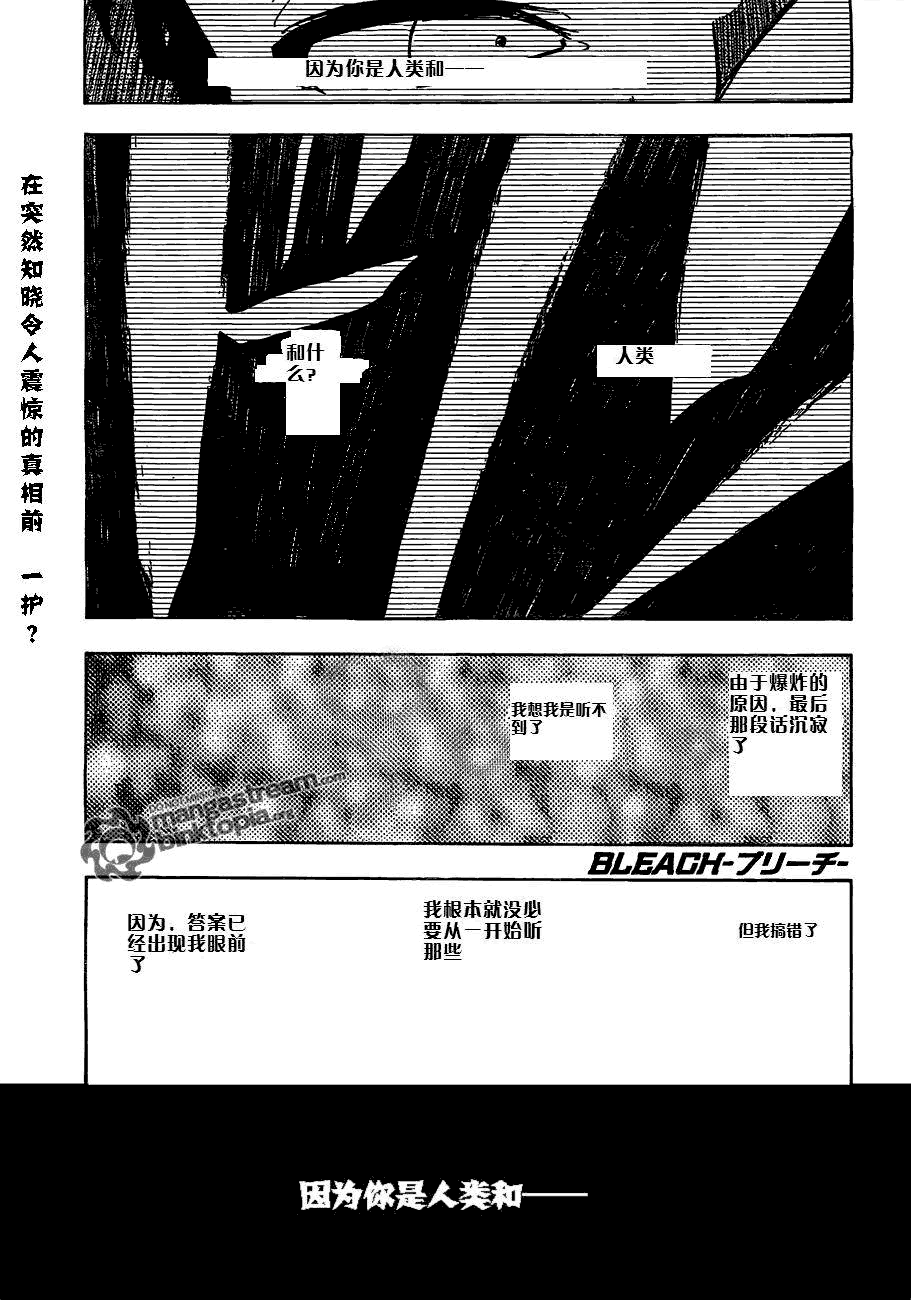 因为你是人类和——
在突然知晓令人震惊的真相前 一护?
人类
和什
么?
由于爆炸的
原因，最后
那段话沉寂
了
我想我是听不
到了
DO NOT
mangastream.com
binktopia.com
BLEACH-ブリーチ-
但我搞错了
我根本就没必
要从一开始听
那些
因为，答案已
经出现我眼前
了
因为你是人类和——